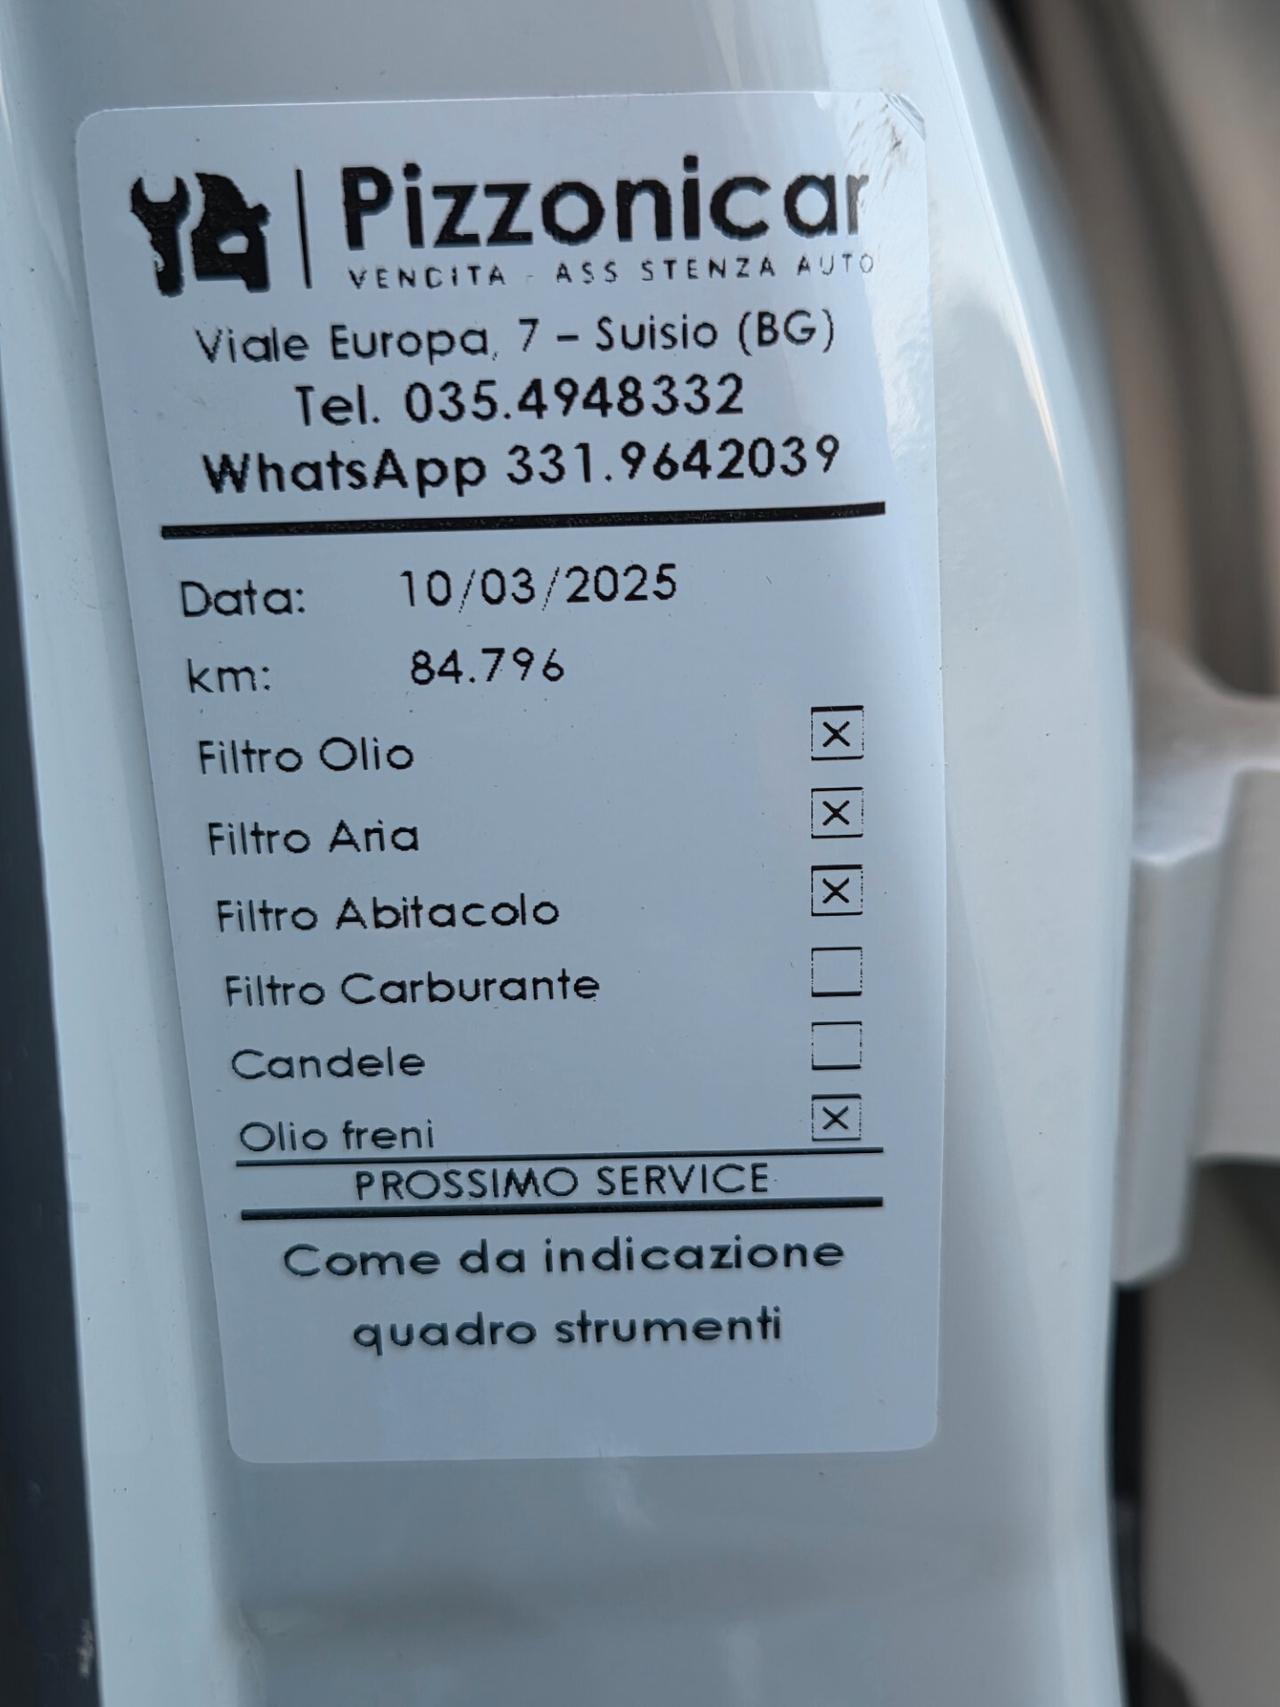 Pizzonicar
VENDITA - ASSISTENZA AUTO
Viale Europa, 7 – Suisio (BG)
Tel. 035.4948332
WhatsApp 331.9642039
Data: 10/03/2025
km: 84.796
Filtro Olio ☒
Filtro Aria ☒
Filtro Abitacolo ☒
Filtro Carburante ☐
Candele ☐
Olio freni ☒
PROSSIMO SERVICE
Come da indicazione
quadro strumenti